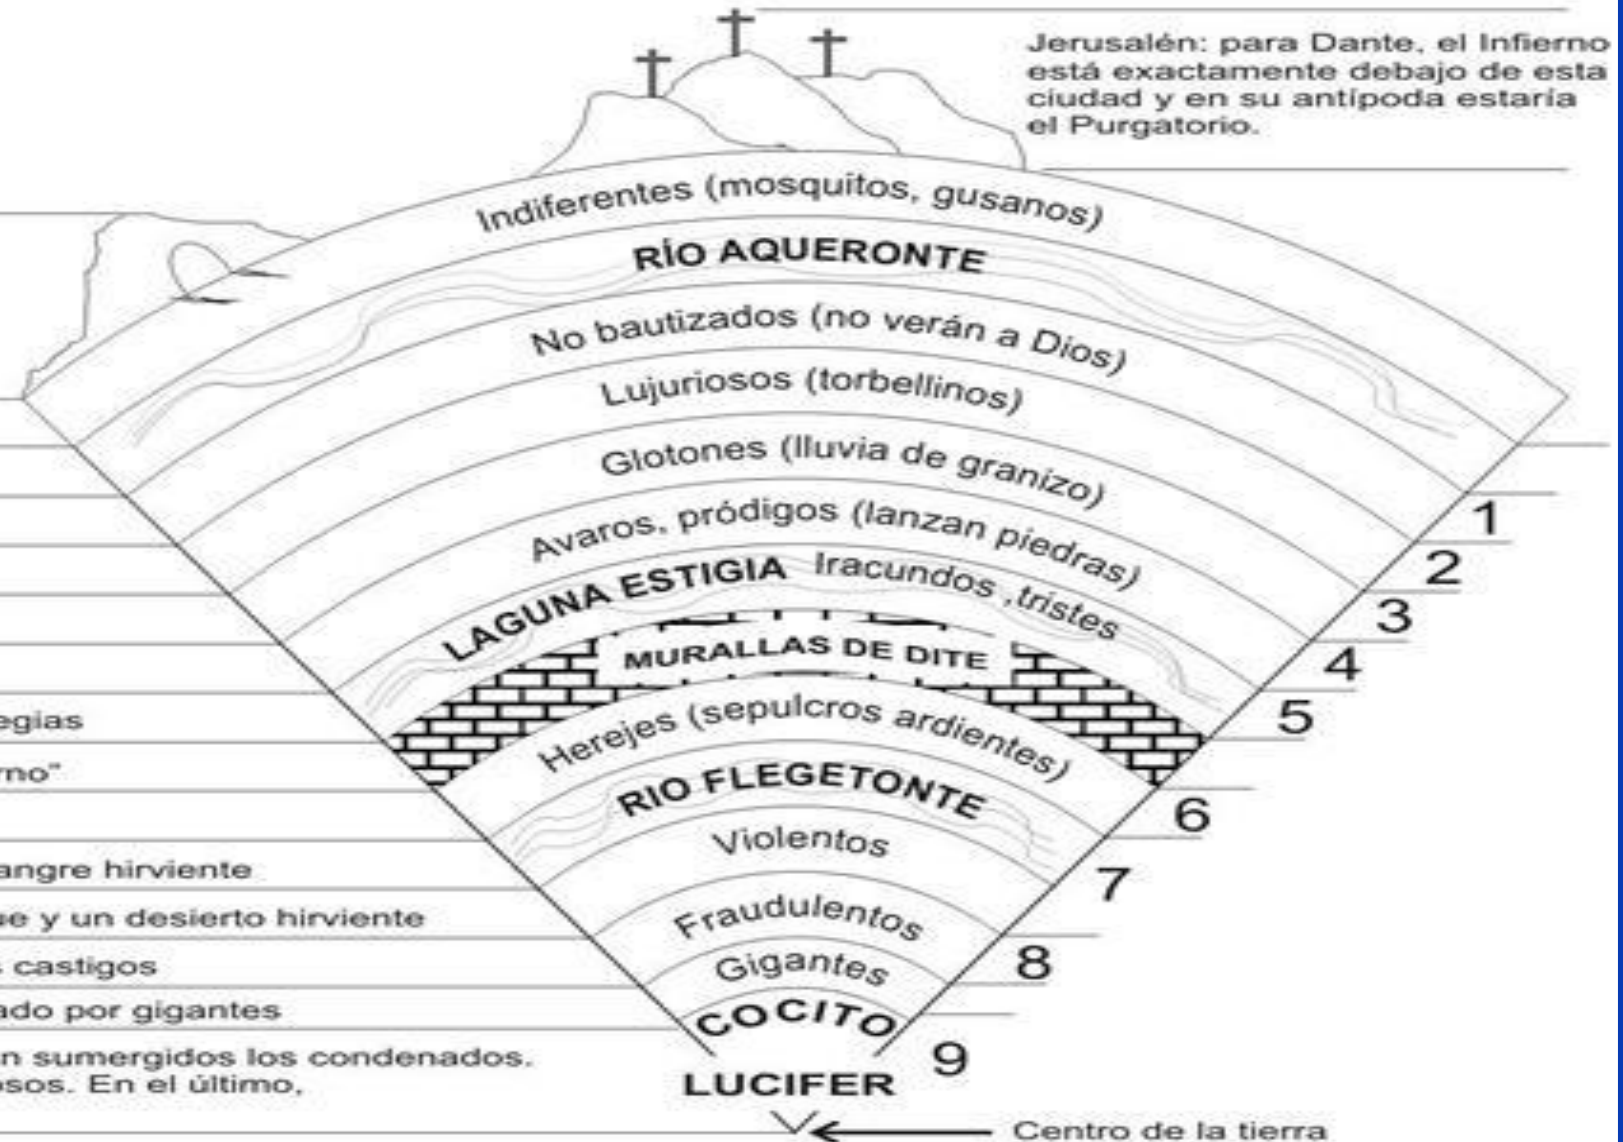 Jerusalén: para Dante, el Infierno
está exactamente debajo de esta
ciudad y en su antípoda estaría
el Purgatorio.
Indiferentes (mosquitos, gusanos)
RÍO AQUERONTE
No bautizados (no verán a Dios)
1
Lujuriosos (torbellinos)
2
Glotones (lluvia de granizo)
3
Avaros, pródigos (lanzan piedras)
4
LAGUNA ESTIGIA Iracundos ,tristes
5
MURALLAS DE DITE
egias
Herejes (sepulcros ardientes)
6
rno"
RIO FLEGETONTE
Violentos
7
angre hirviente
ue y un desierto hirviente
Fraudulentos
8
s castigos
Gigantes
ado por gigantes
COCITO
9
n sumergidos los condenados.
osos. En el último,
LUCIFER
Centro de la tierra